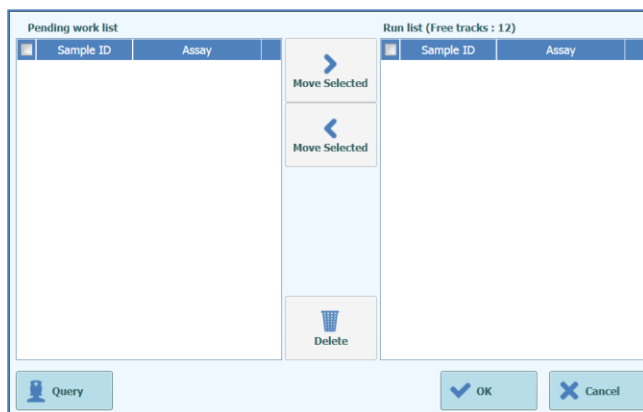 Pending work list
Run list (Free tracks : 12)
Sample ID Assay
Sample ID Assay
Move Selected
Move Selected
Delete
Query
OK
Cancel